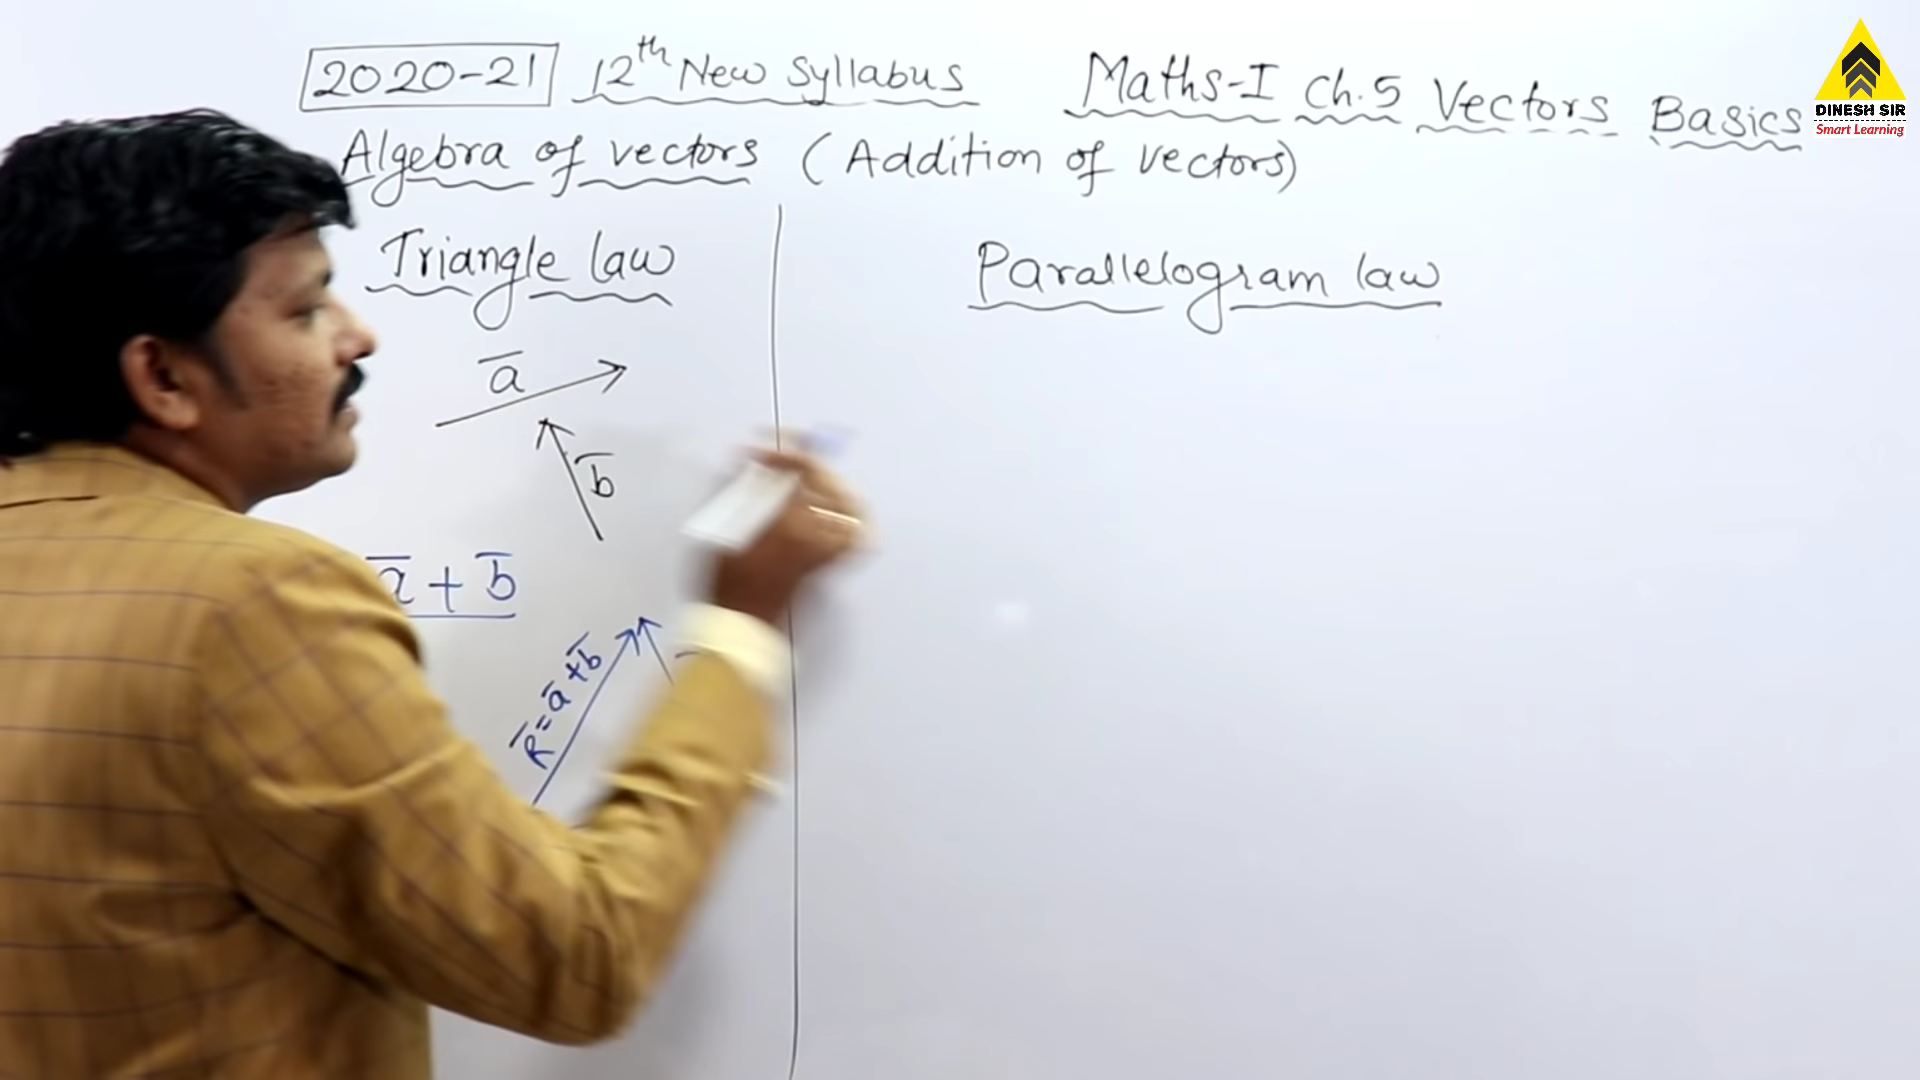 2020-21 12th New Syllabus Maths-I Ch.5 Vectors Basics
DINESH SIR
Smart Learning
Algebra of vectors (Addition of vectors)
Triangle law
Parallelogram law
a̅
b̅
a̅ + b̅
R̅ = a̅ + b̅